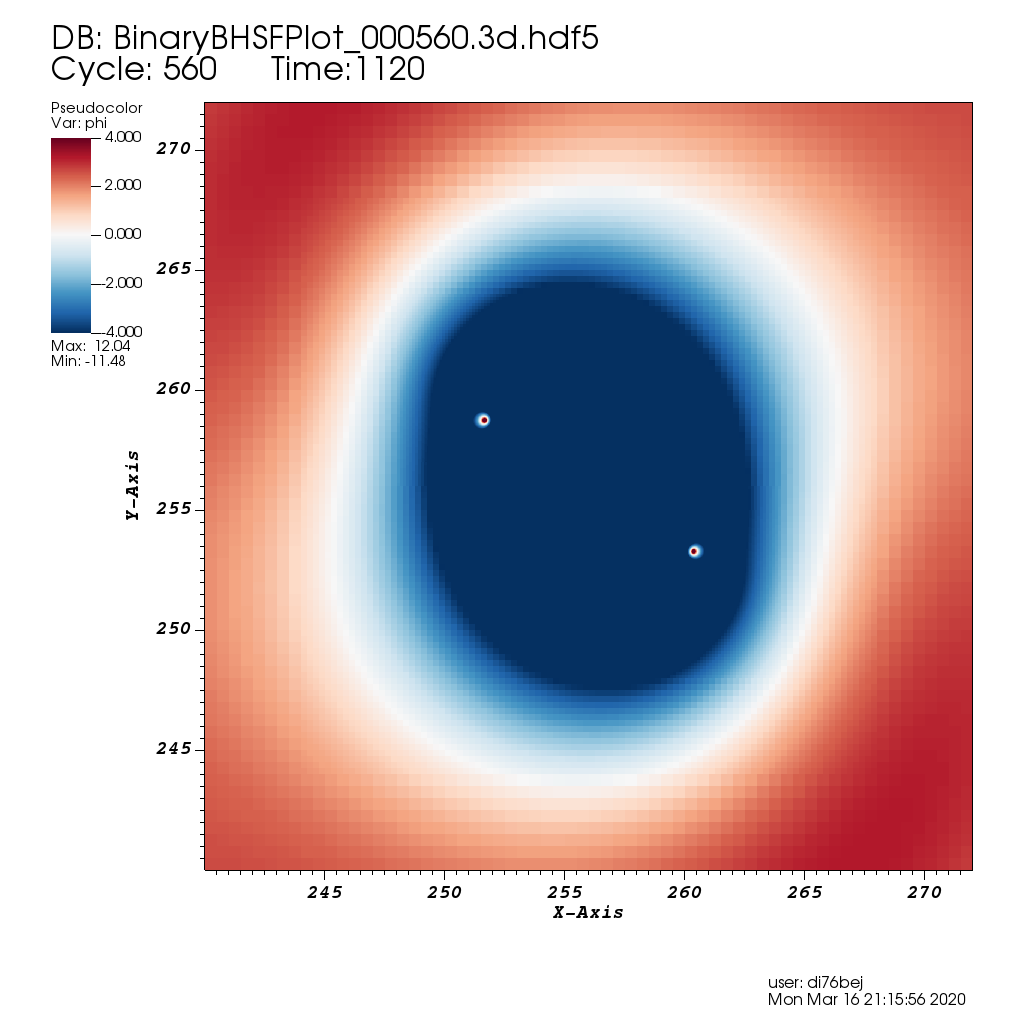 DB: BinaryBHSFPlot_000560.3d.hdf5
Cycle: 560 Time:1120
Pseudocolor
Var: phi
4.000
2.000
0.000
-2.000
-4.000
Max: 12.04
Min: -11.48
270
265
260
255
250
245
Y-Axis
245 250 255 260 265 270
X-Axis
user: di76bej
Mon Mar 16 21:15:56 2020